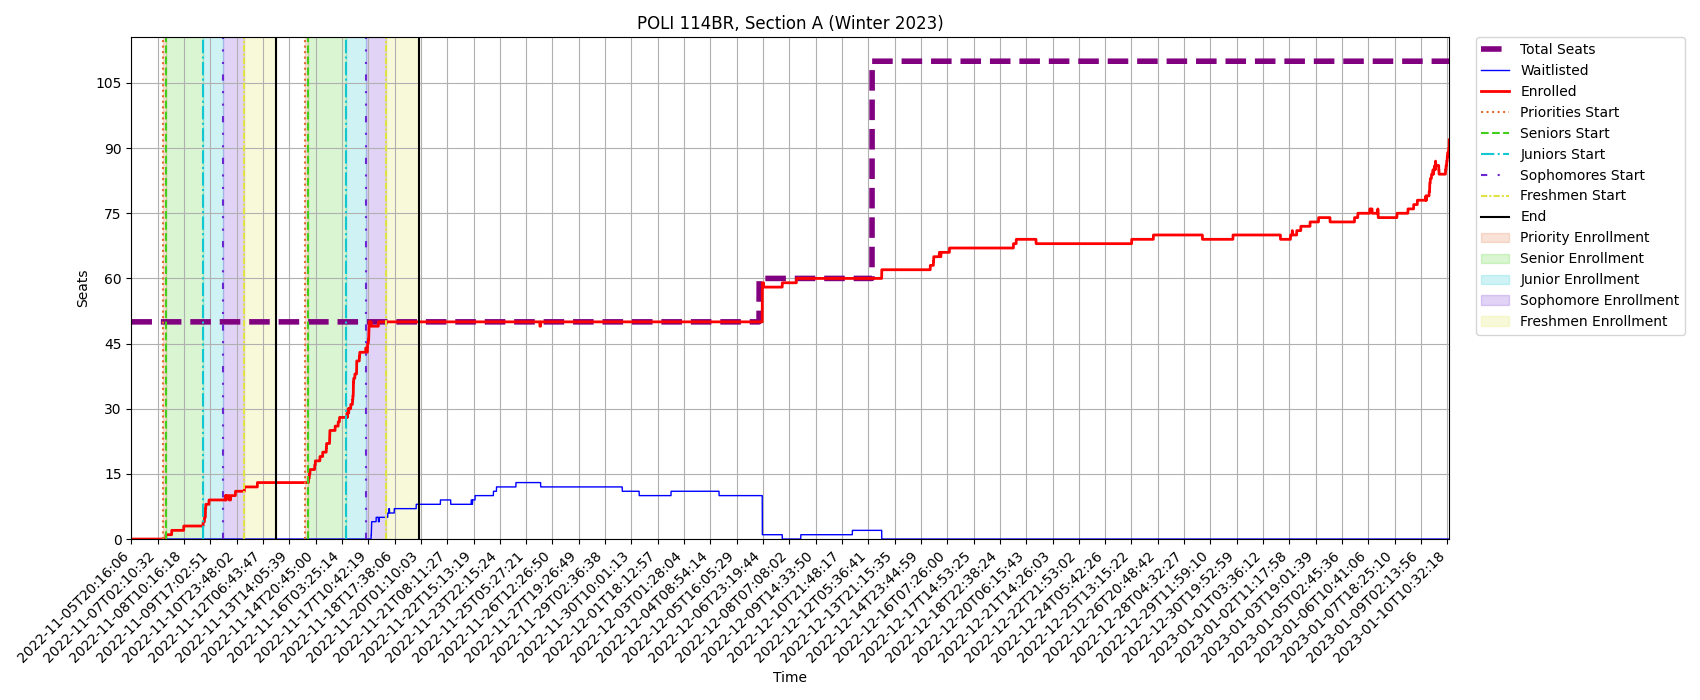 POLI 114BR, Section A (Winter 2023)
Seats
105
90
75
60
45
30
15
0
2022-11-05T20:16:06
2022-11-07T02:10:32
2022-11-08T10:16:18
2022-11-09T17:02:51
2022-11-10T23:48:02
2022-11-12T06:43:47
2022-11-13T14:05:39
2022-11-14T20:45:00
2022-11-16T03:25:14
2022-11-17T10:42:19
2022-11-18T17:38:06
2022-11-20T01:10:03
2022-11-21T08:11:27
2022-11-22T15:13:19
2022-11-23T22:15:24
2022-11-25T05:27:21
2022-11-26T12:26:50
2022-11-27T19:26:49
2022-11-29T02:36:38
2022-11-30T10:01:13
2022-12-01T18:12:57
2022-12-03T01:28:04
2022-12-04T08:54:14
2022-12-05T16:05:29
2022-12-06T23:19:44
2022-12-08T07:08:02
2022-12-09T14:33:50
2022-12-10T21:48:17
2022-12-12T05:36:41
2022-12-13T21:15:35
2022-12-14T23:44:59
2022-12-16T07:26:00
2022-12-17T14:53:25
2022-12-18T22:38:24
2022-12-20T06:15:43
2022-12-21T14:26:03
2022-12-22T21:53:02
2022-12-24T05:42:26
2022-12-25T13:15:22
2022-12-26T20:48:42
2022-12-28T04:32:27
2022-12-29T11:59:10
2022-12-30T19:52:59
2023-01-01T03:36:12
2023-01-02T11:17:58
2023-01-03T19:01:39
2023-01-05T02:45:36
2023-01-06T10:41:06
2023-01-07T18:25:10
2023-01-09T02:13:56
2023-01-10T10:32:18
Time
Total Seats
Waitlisted
Enrolled
Priorities Start
Seniors Start
Juniors Start
Sophomores Start
Freshmen Start
End
Priority Enrollment
Senior Enrollment
Junior Enrollment
Sophomore Enrollment
Freshmen Enrollment